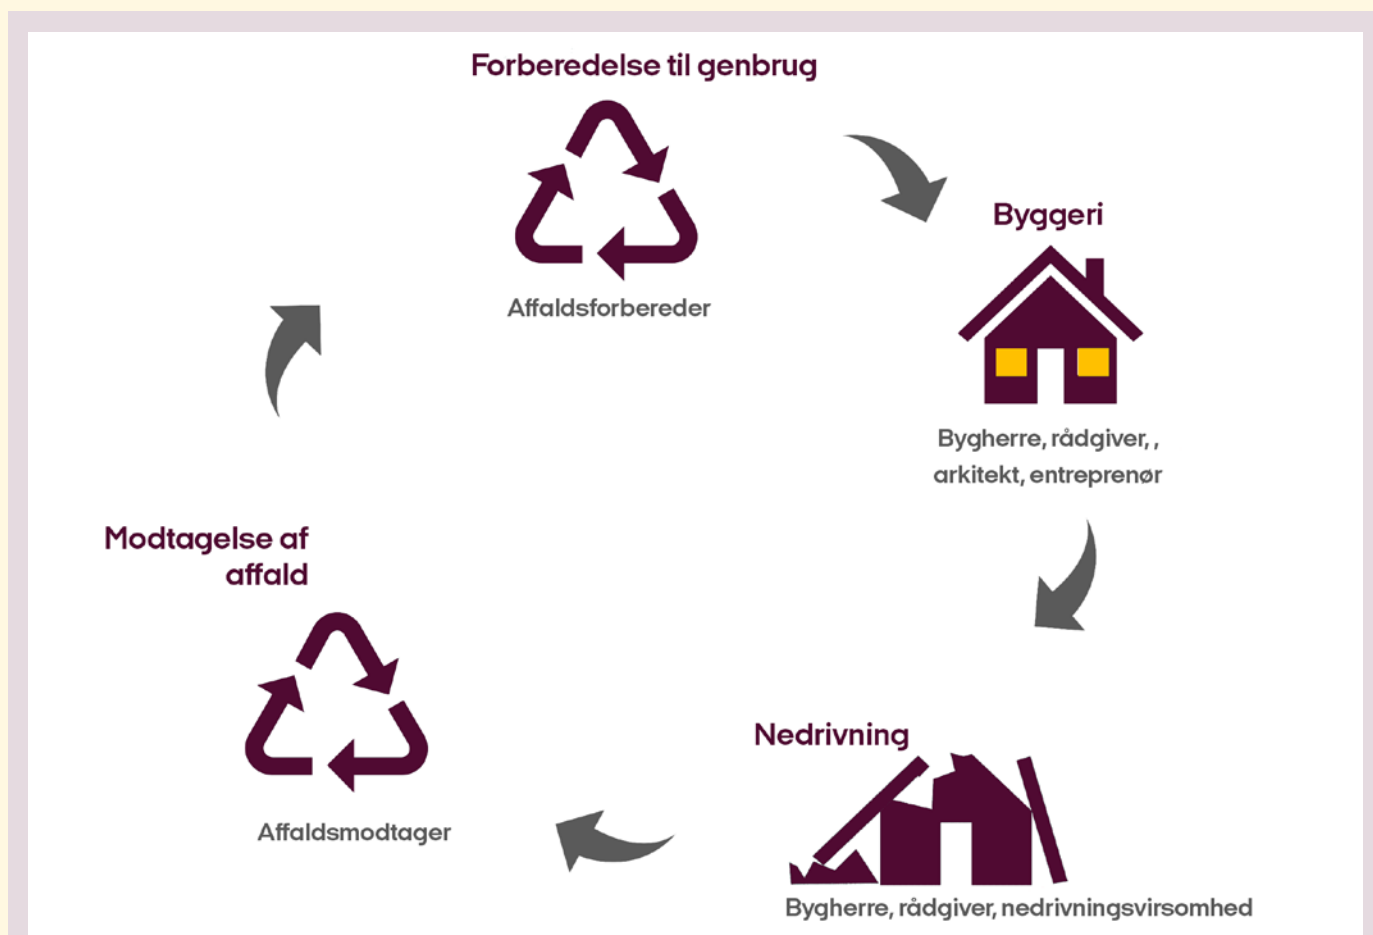 Forberedelse til genbrug
Affaldsforbereder
Byggeri
Bygherre, rådgiver, ,
arkitekt, entreprenør
Nedrivning
Bygherre, rådgiver, nedrivningsvirsomhed
Modtagelse af
affald
Affaldsmodtager